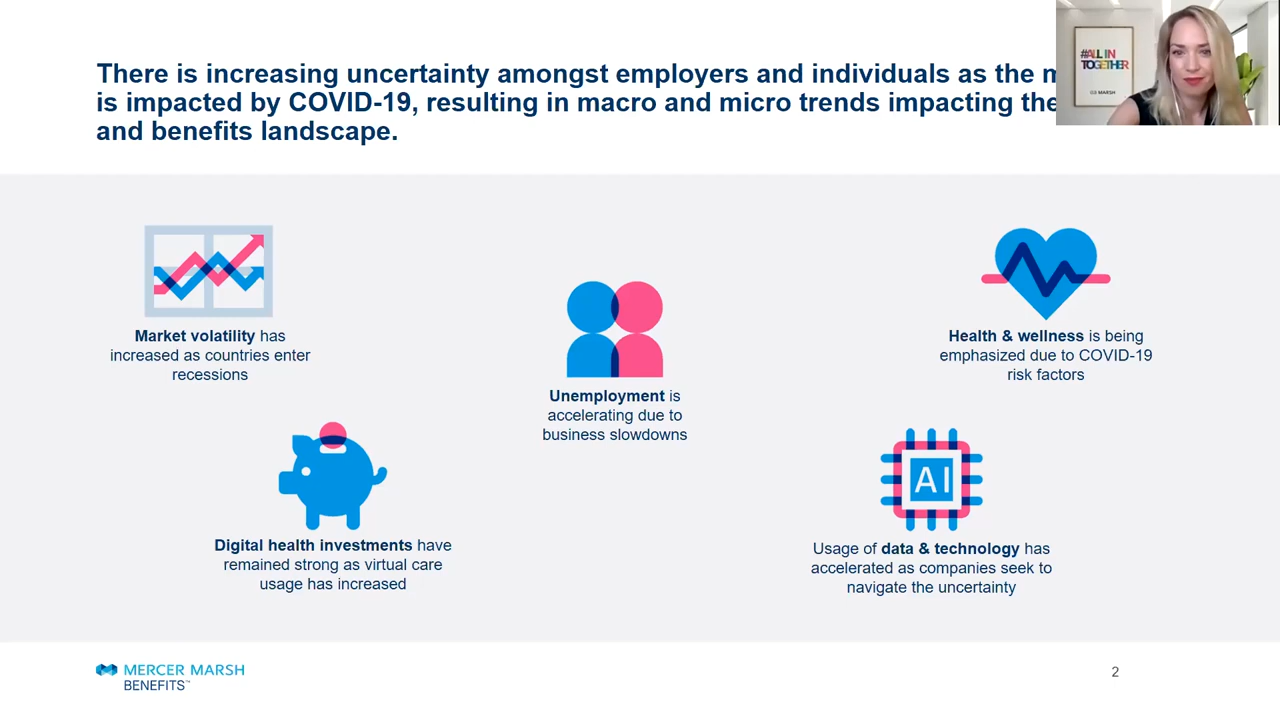 There is increasing uncertainty amongst employers and individuals as the
is impacted by COVID-19, resulting in macro and micro trends impacting the
and benefits landscape.
#ALL IN
TOGETHER
MARSH
Market volatility has
increased as countries enter
recessions
Unemployment is
accelerating due to
business slowdowns
Health & wellness is being
emphasized due to COVID-19
risk factors
AI
Digital health investments have
remained strong as virtual care
usage has increased
Usage of data & technology has
accelerated as companies seek to
navigate the uncertainty
MERCER MARSH
BENEFITS™
2